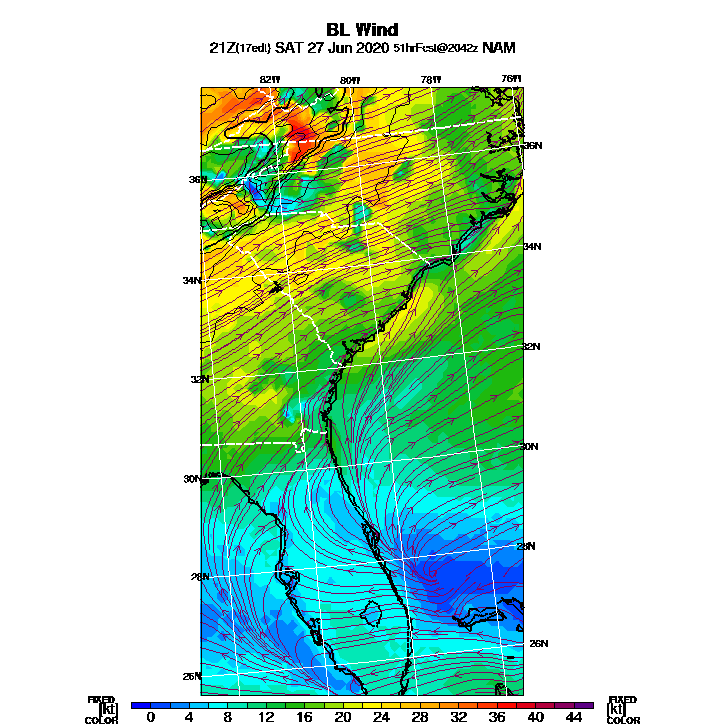 BL Wind
21Z(17edt) SAT 27 Jun 2020 51hrFcst@2042z NAM
82W 80W 78W 76W
36N
36N
34N
34N
32N
32N
30N
30N
28N
28N
26N
26N
FIXED FIXED
[kt] 0 4 8 12 16 20 24 28 32 36 40 44 [kt]
COLOR COLOR